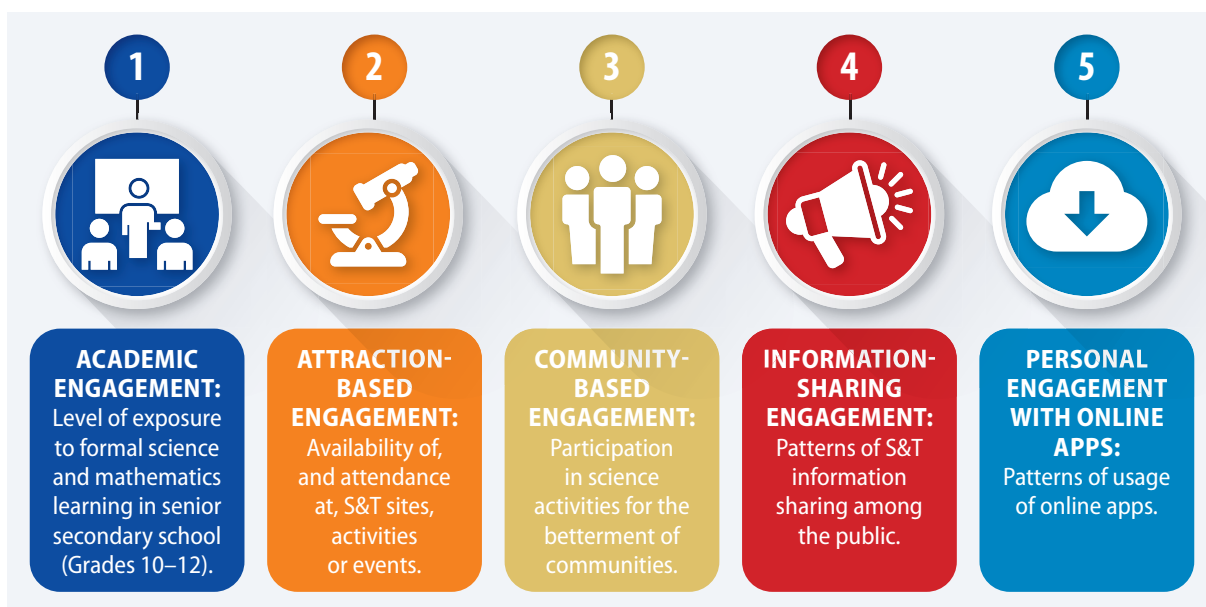 1
2
3
4
5
ACADEMIC
ENGAGEMENT:
Level of exposure
to formal science
and mathematics
learning in senior
secondary school
(Grades 10–12).
ATTRACTION-
BASED
ENGAGEMENT:
Availability of,
and attendance
at, S&T sites,
activities
or events.
COMMUNITY-
BASED
ENGAGEMENT:
Participation
in science
activities for the
betterment of
communities.
INFORMATION-
SHARING
ENGAGEMENT:
Patterns of S&T
information
sharing among
the public.
PERSONAL
ENGAGEMENT
WITH ONLINE
APPS:
Patterns of usage
of online apps.